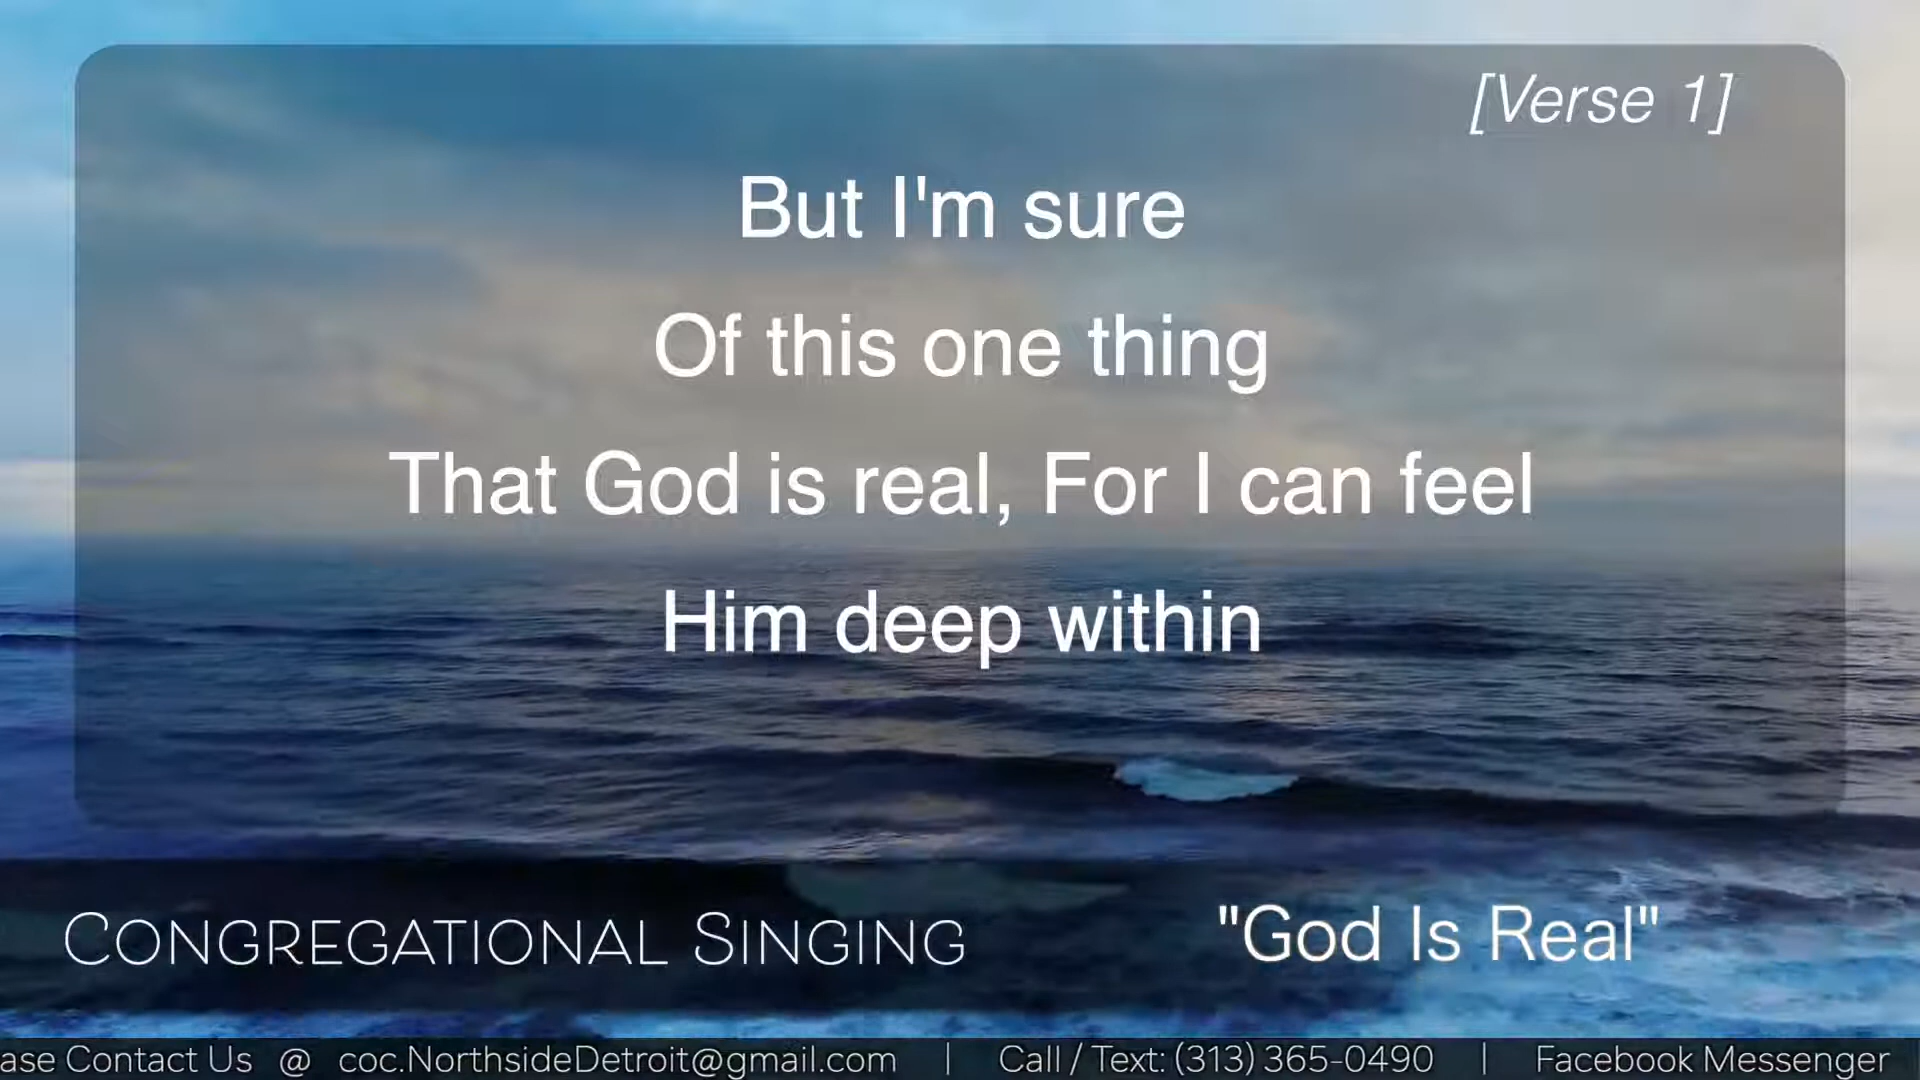 [Verse 1]
But I'm sure
Of this one thing
That God is real, For I can feel
Him deep within
CONGREGATIONAL SINGING
"God Is Real"
ase Contact Us @ coc.NorthsideDetroit@gmail.com | Call / Text: (313) 365-0490 | Facebook Messenger